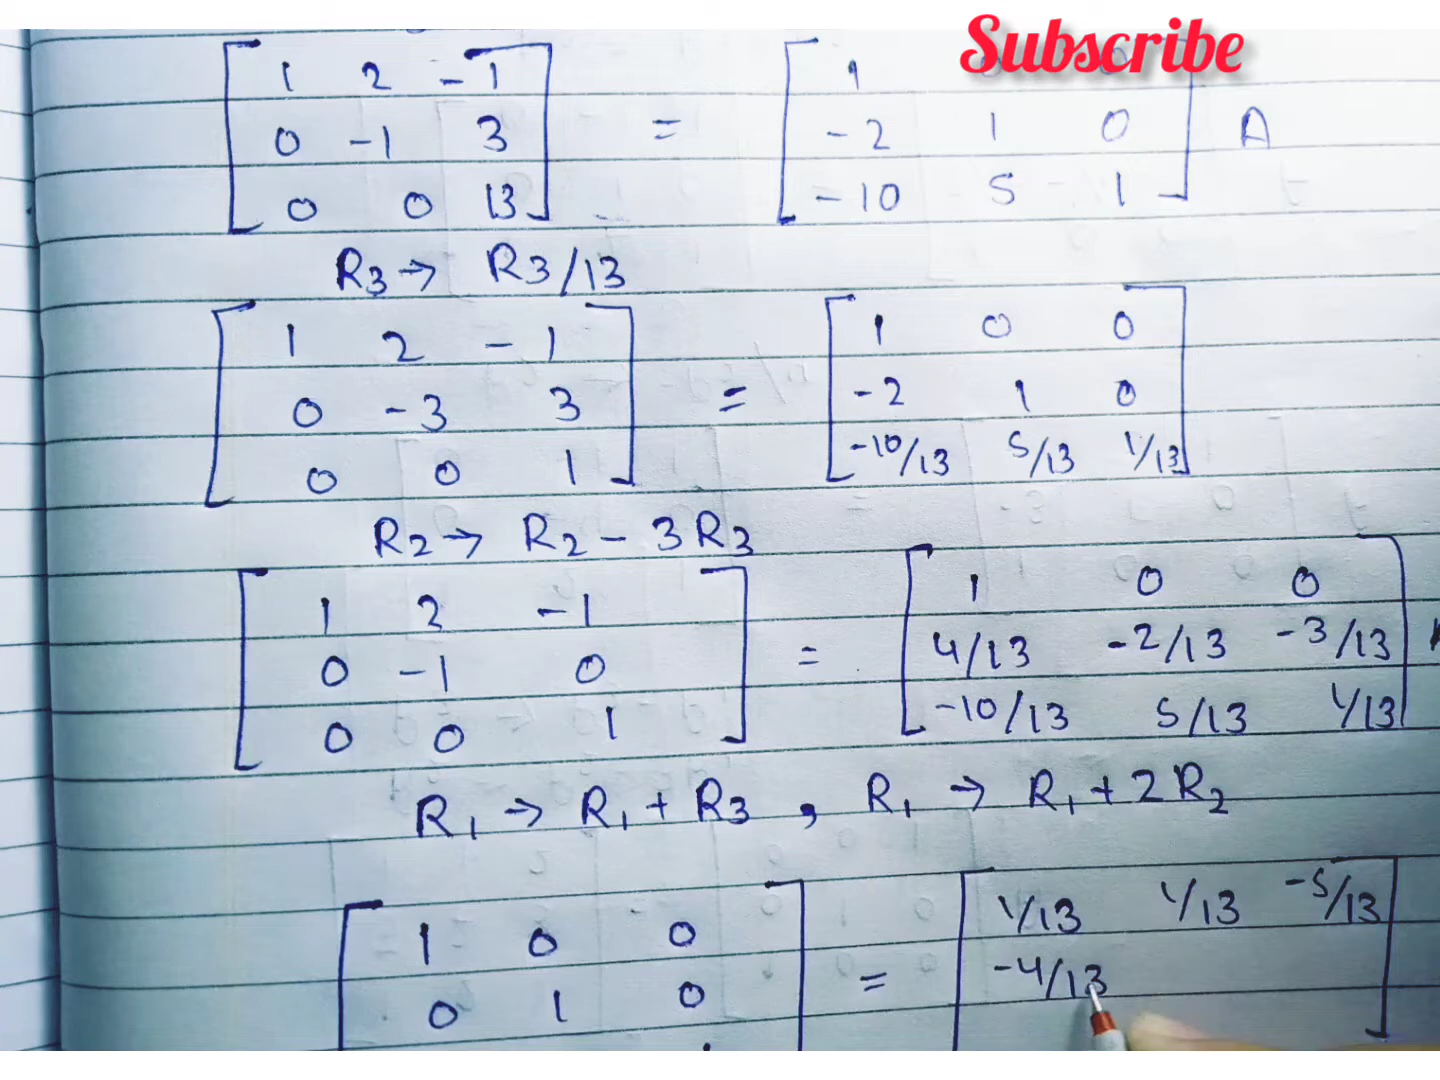 Subscribe
1 2 -1 1
0 -1 3 = -2 1 0 A
0 0 13 -10 5 1
R3 → R3/13
1 2 -1 1 0 0
0 -3 3 = -2 1 0
0 0 1 -10/13 5/13 1/13
R2 → R2 - 3R3
1 2 -1 1 0 0
0 -1 0 = 4/13 -2/13 -3/13
0 0 1 -10/13 5/13 1/13
R1 → R1 + R3 , R1 → R1 + 2R2
1 0 0 1/13 1/13 -5/13
0 1 0 = -4/13